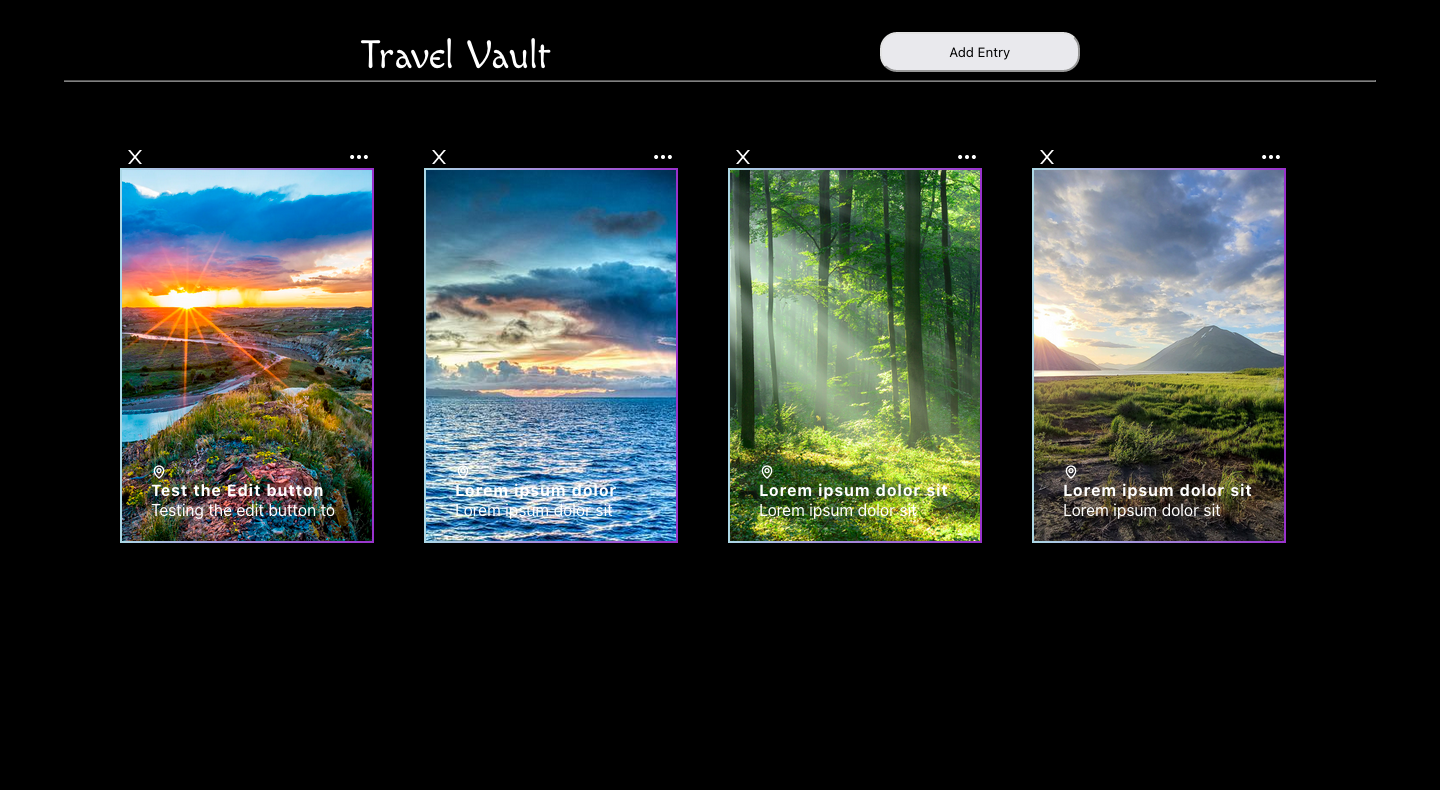 Travel Vault
Add Entry
X ... X ... X ... X ...
Test the Edit button
Testing the edit button to
Lorem ipsum dolor
Lorem ipsum dolor sit
Lorem ipsum dolor sit
Lorem ipsum dolor sit
Lorem ipsum dolor sit
Lorem ipsum dolor sit